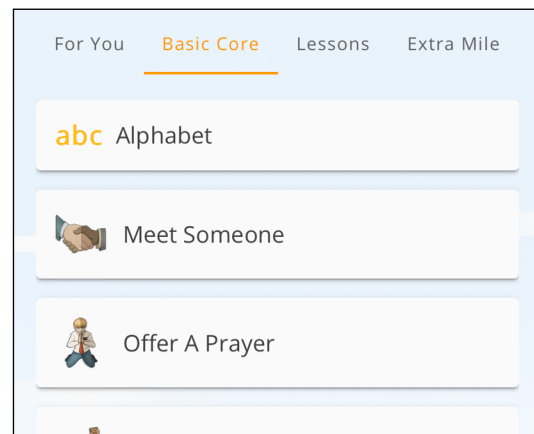 For You Basic Core Lessons Extra Mile
abc Alphabet
Meet Someone
Offer A Prayer